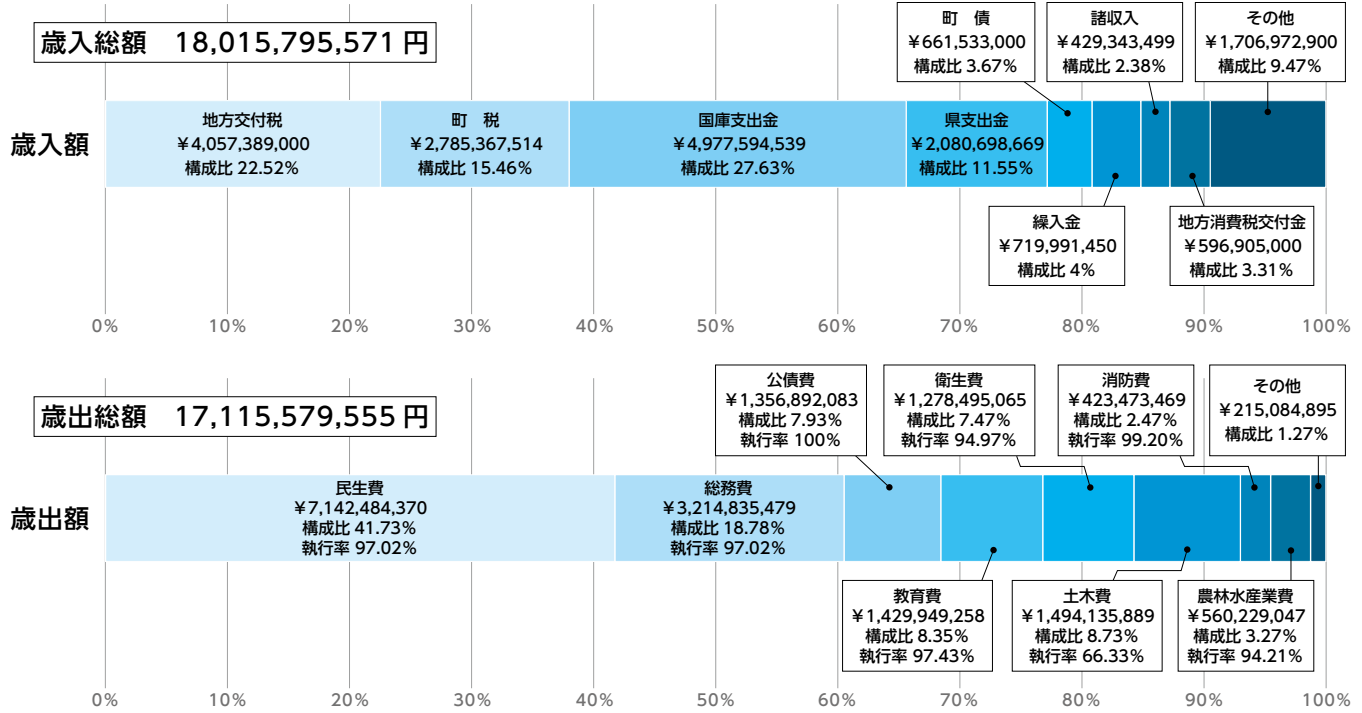 歳入総額 18,015,795,571 円
歳入額
地方交付税
¥4,057,389,000
構成比 22.52%
町 税
¥2,785,367,514
構成比 15.46%
国庫支出金
¥4,977,594,539
構成比 27.63%
県支出金
¥2,080,698,669
構成比 11.55%
町 債
¥661,533,000
構成比 3.67%
繰入金
¥719,991,450
構成比 4%
諸収入
¥429,343,499
構成比 2.38%
地方消費税交付金
¥596,905,000
構成比 3.31%
その他
¥1,706,972,900
構成比 9.47%
0% 10% 20% 30% 40% 50% 60% 70% 80% 90% 100%
歳出総額 17,115,579,555 円
歳出額
民生費
¥7,142,484,370
構成比 41.73%
執行率 97.02%
総務費
¥3,214,835,479
構成比 18.78%
執行率 97.02%
公債費
¥1,356,892,083
構成比 7.93%
執行率 100%
教育費
¥1,429,949,258
構成比 8.35%
執行率 97.43%
衛生費
¥1,278,495,065
構成比 7.47%
執行率 94.97%
土木費
¥1,494,135,889
構成比 8.73%
執行率 66.33%
消防費
¥423,473,469
構成比 2.47%
執行率 99.20%
農林水産業費
¥560,229,047
構成比 3.27%
執行率 94.21%
その他
¥215,084,895
構成比 1.27%
0% 10% 20% 30% 40% 50% 60% 70% 80% 90% 100%